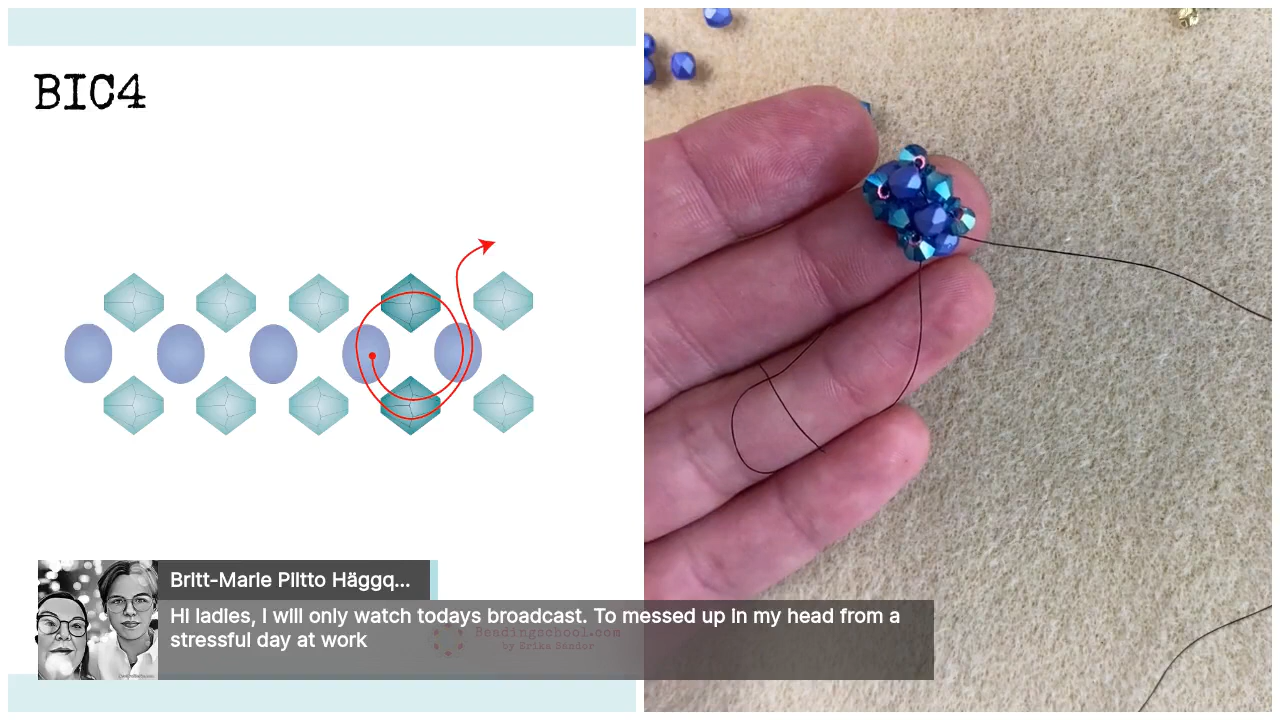 BIC4
Britt-Marie Piitto Häggq...
Hi ladies, I will only watch todays broadcast. To messed up in my head from a
stressful day at work
Beadingschool.com
by Erika Sándor